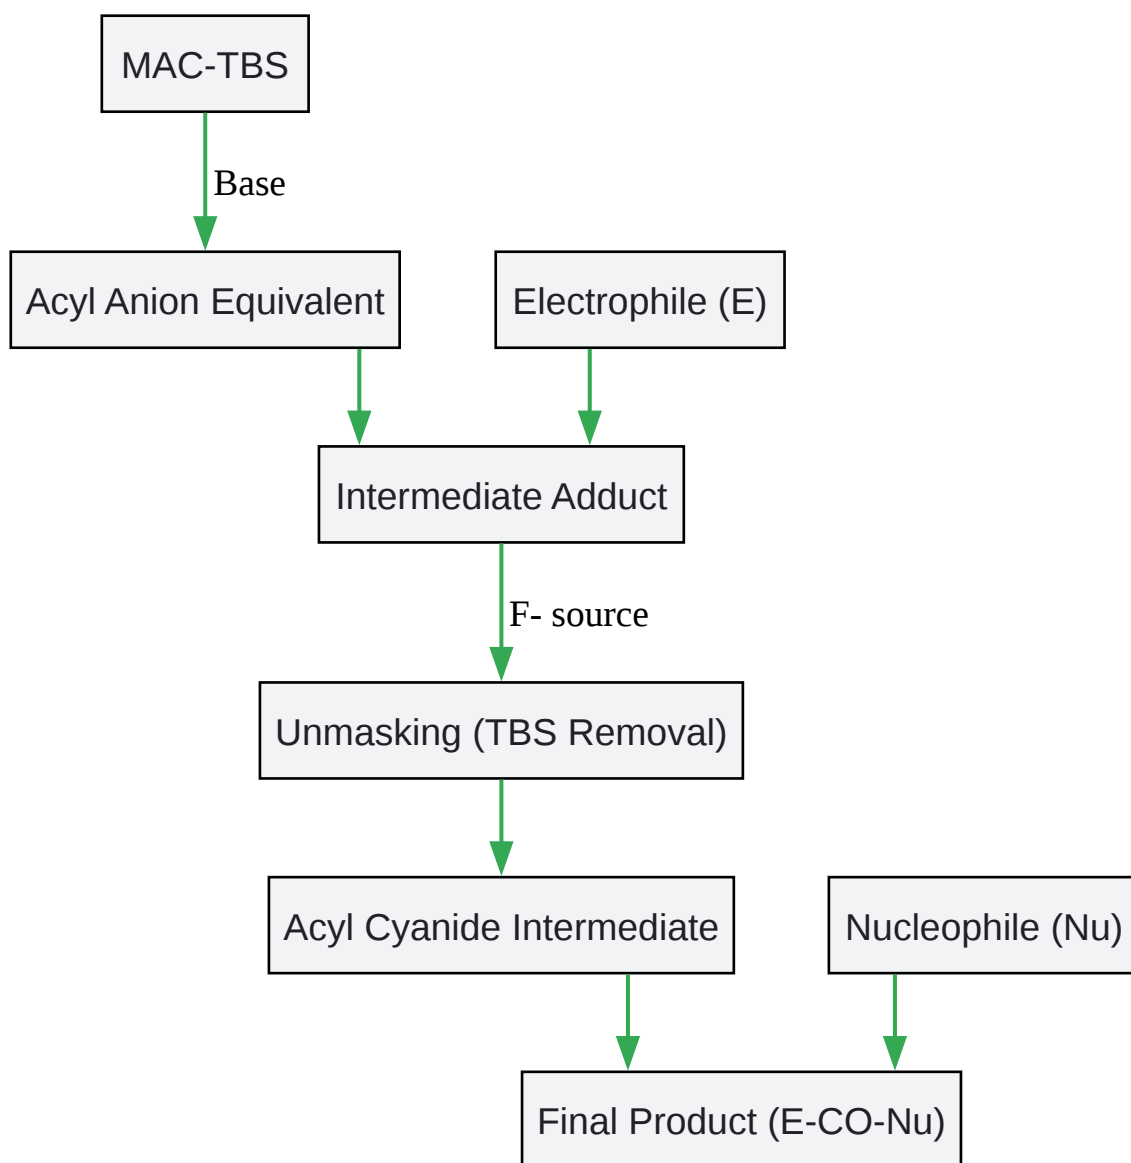 MAC-TBS
Base
Acyl Anion Equivalent
Electrophile (E)
Intermediate Adduct
F- source
Unmasking (TBS Removal)
Acyl Cyanide Intermediate
Nucleophile (Nu)
Final Product (E-CO-Nu)